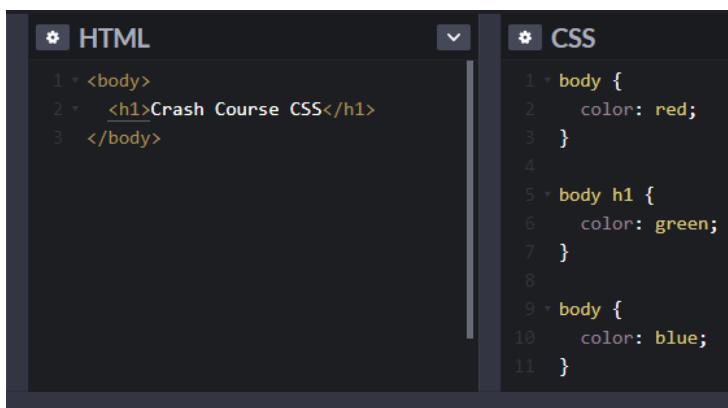 HTML
1 <body>
2 <h1>Crash Course CSS</h1>
3 </body>
CSS
1 body {
2 color: red;
3 }
4
5 body h1 {
6 color: green;
7 }
8
9 body {
10 color: blue;
11 }